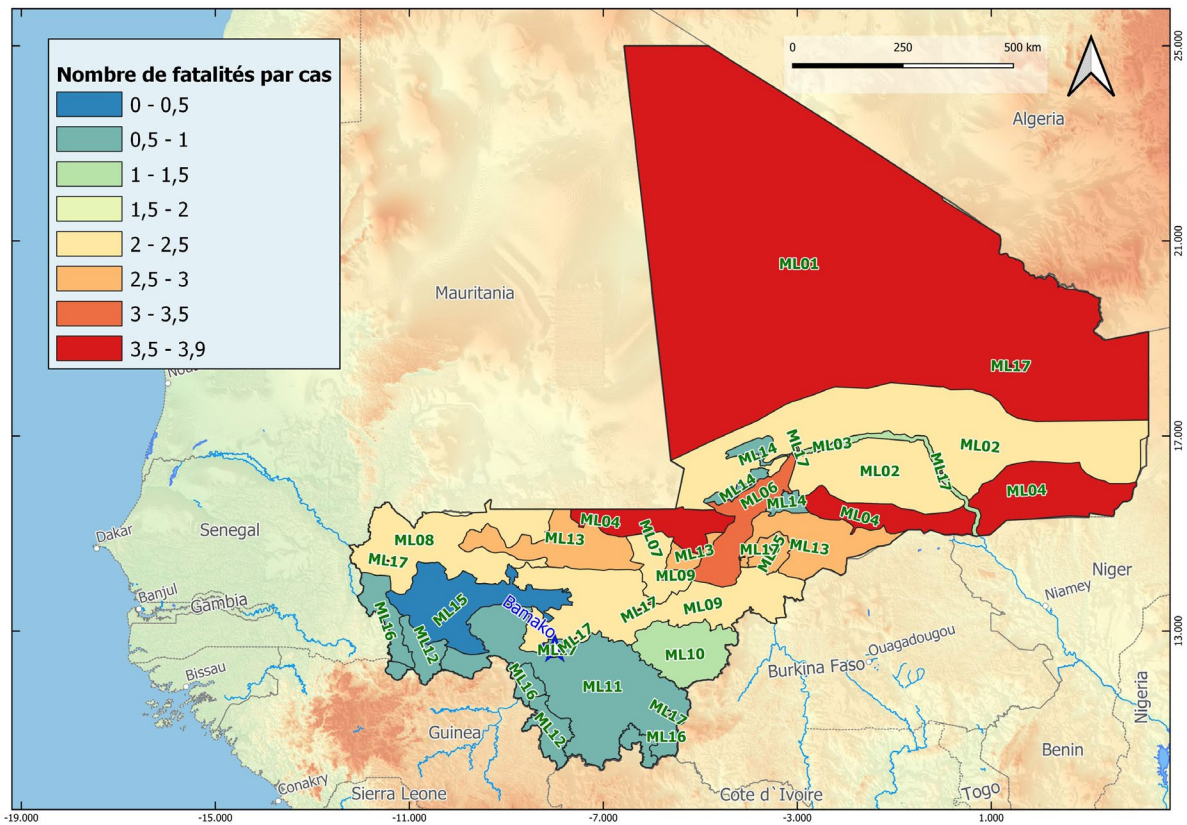 Nombre de fatalités par cas
0 - 0,5
0,5 - 1
1 - 1,5
1,5 - 2
2 - 2,5
2,5 - 3
3 - 3,5
3,5 - 3,9
0 250 500 km
Algeria
Mauritania
ML01
ML17
ML14
ML17
ML03
ML02
ML02
ML17
ML14
ML06
ML14
ML04
ML04
ML04
ML07
ML13
ML13
ML13
ML08
ML17
ML09
ML09
ML17
ML15
Bamako
ML17
ML16
ML12
ML10
ML11
ML16
ML12
ML17
ML16
Dakar
Senegal
Banjul
Gambia
Bissau
Guinea
Conakry
Sierra Leone
Cote d`Ivoire
Burkina Faso
Ouagadougou
Niamey
Niger
Nigeria
Benin
Togo
25.000
21.000
17.000
13.000
-19.000
-15.000
-11.000
-7.000
-3.000
1.000